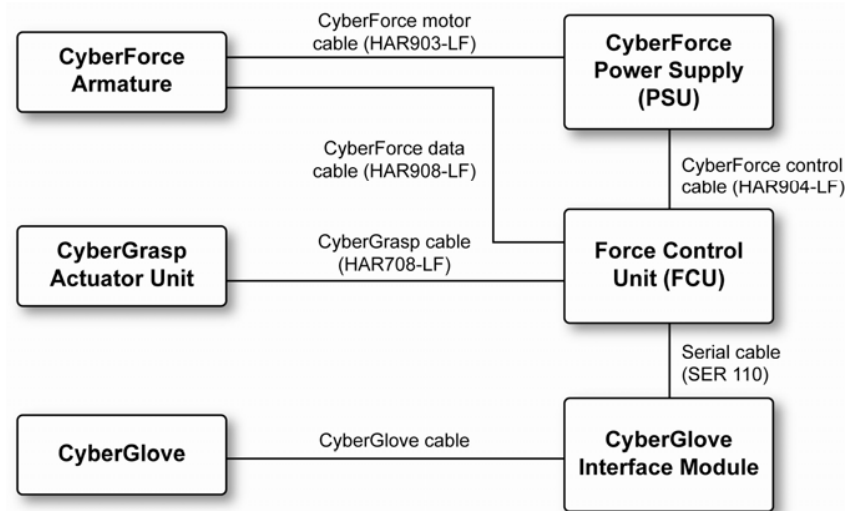 CyberForce
Armature
CyberForce motor
cable (HAR903-LF)
CyberForce
Power Supply
(PSU)
CyberForce data
cable (HAR908-LF)
CyberForce control
cable (HAR904-LF)
CyberGrasp
Actuator Unit
CyberGrasp cable
(HAR708-LF)
Force Control
Unit (FCU)
Serial cable
(SER 110)
CyberGlove
CyberGlove cable
CyberGlove
Interface Module